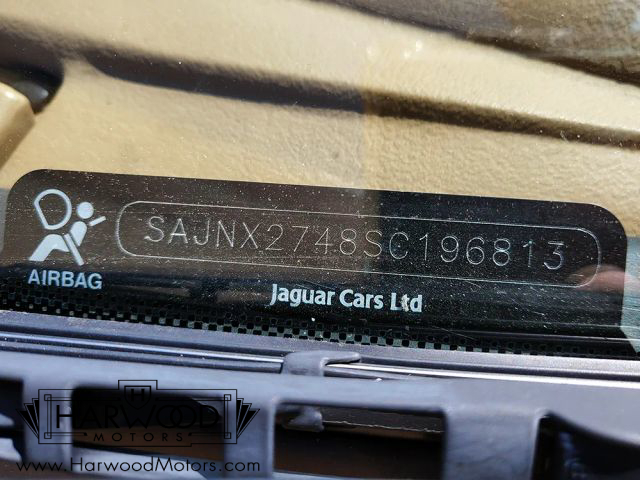 SAJNX2748SC196813
AIRBAG
Jaguar Cars Ltd
H
HARWOOD
MOTORS
www.HarwoodMotors.com